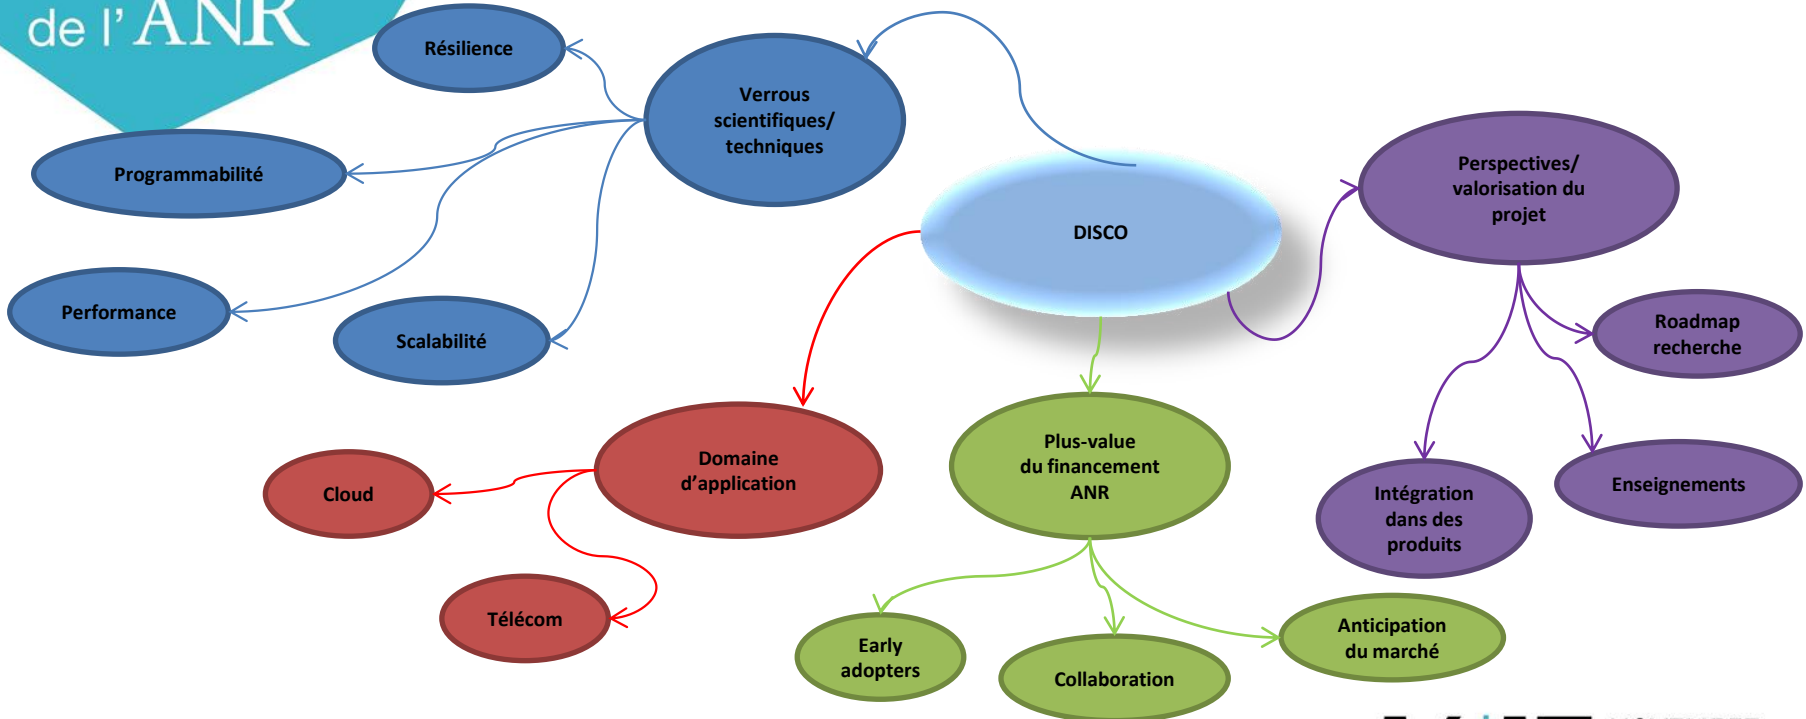 de l'ANR
Résilience
Verrous
scientifiques/
techniques
Programmabilité
Performance
Scalabilité
DISCO
Perspectives/
valorisation du
projet
Roadmap
recherche
Enseignements
Intégration
dans des
produits
Domaine
d'application
Cloud
Télécom
Plus-value
du financement
ANR
Early
adopters
Collaboration
Anticipation
du marché